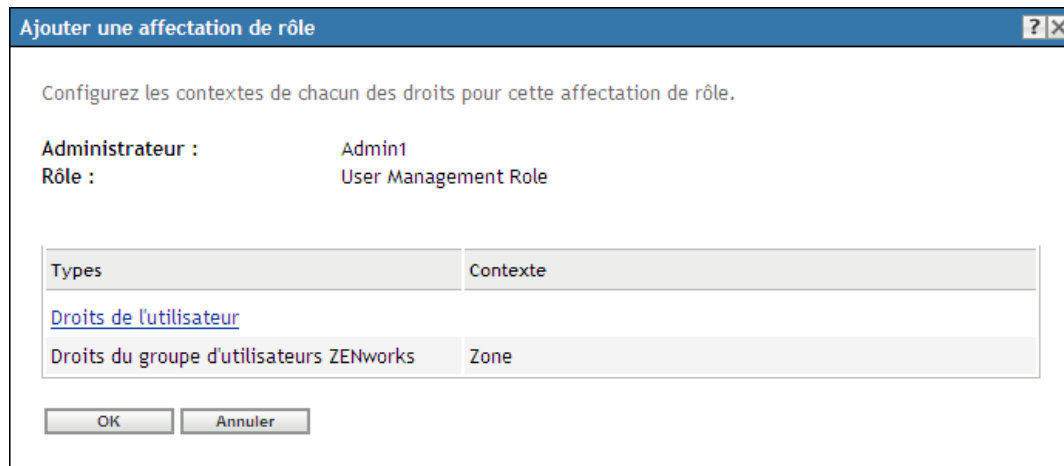 Ajouter une affectation de rôle ? X
Configurez les contextes de chacun des droits pour cette affectation de rôle.
Administrateur : Admin1
Rôle : User Management Role
Types Contexte
Droits de l'utilisateur
Droits du groupe d'utilisateurs ZENworks Zone
OK Annuler